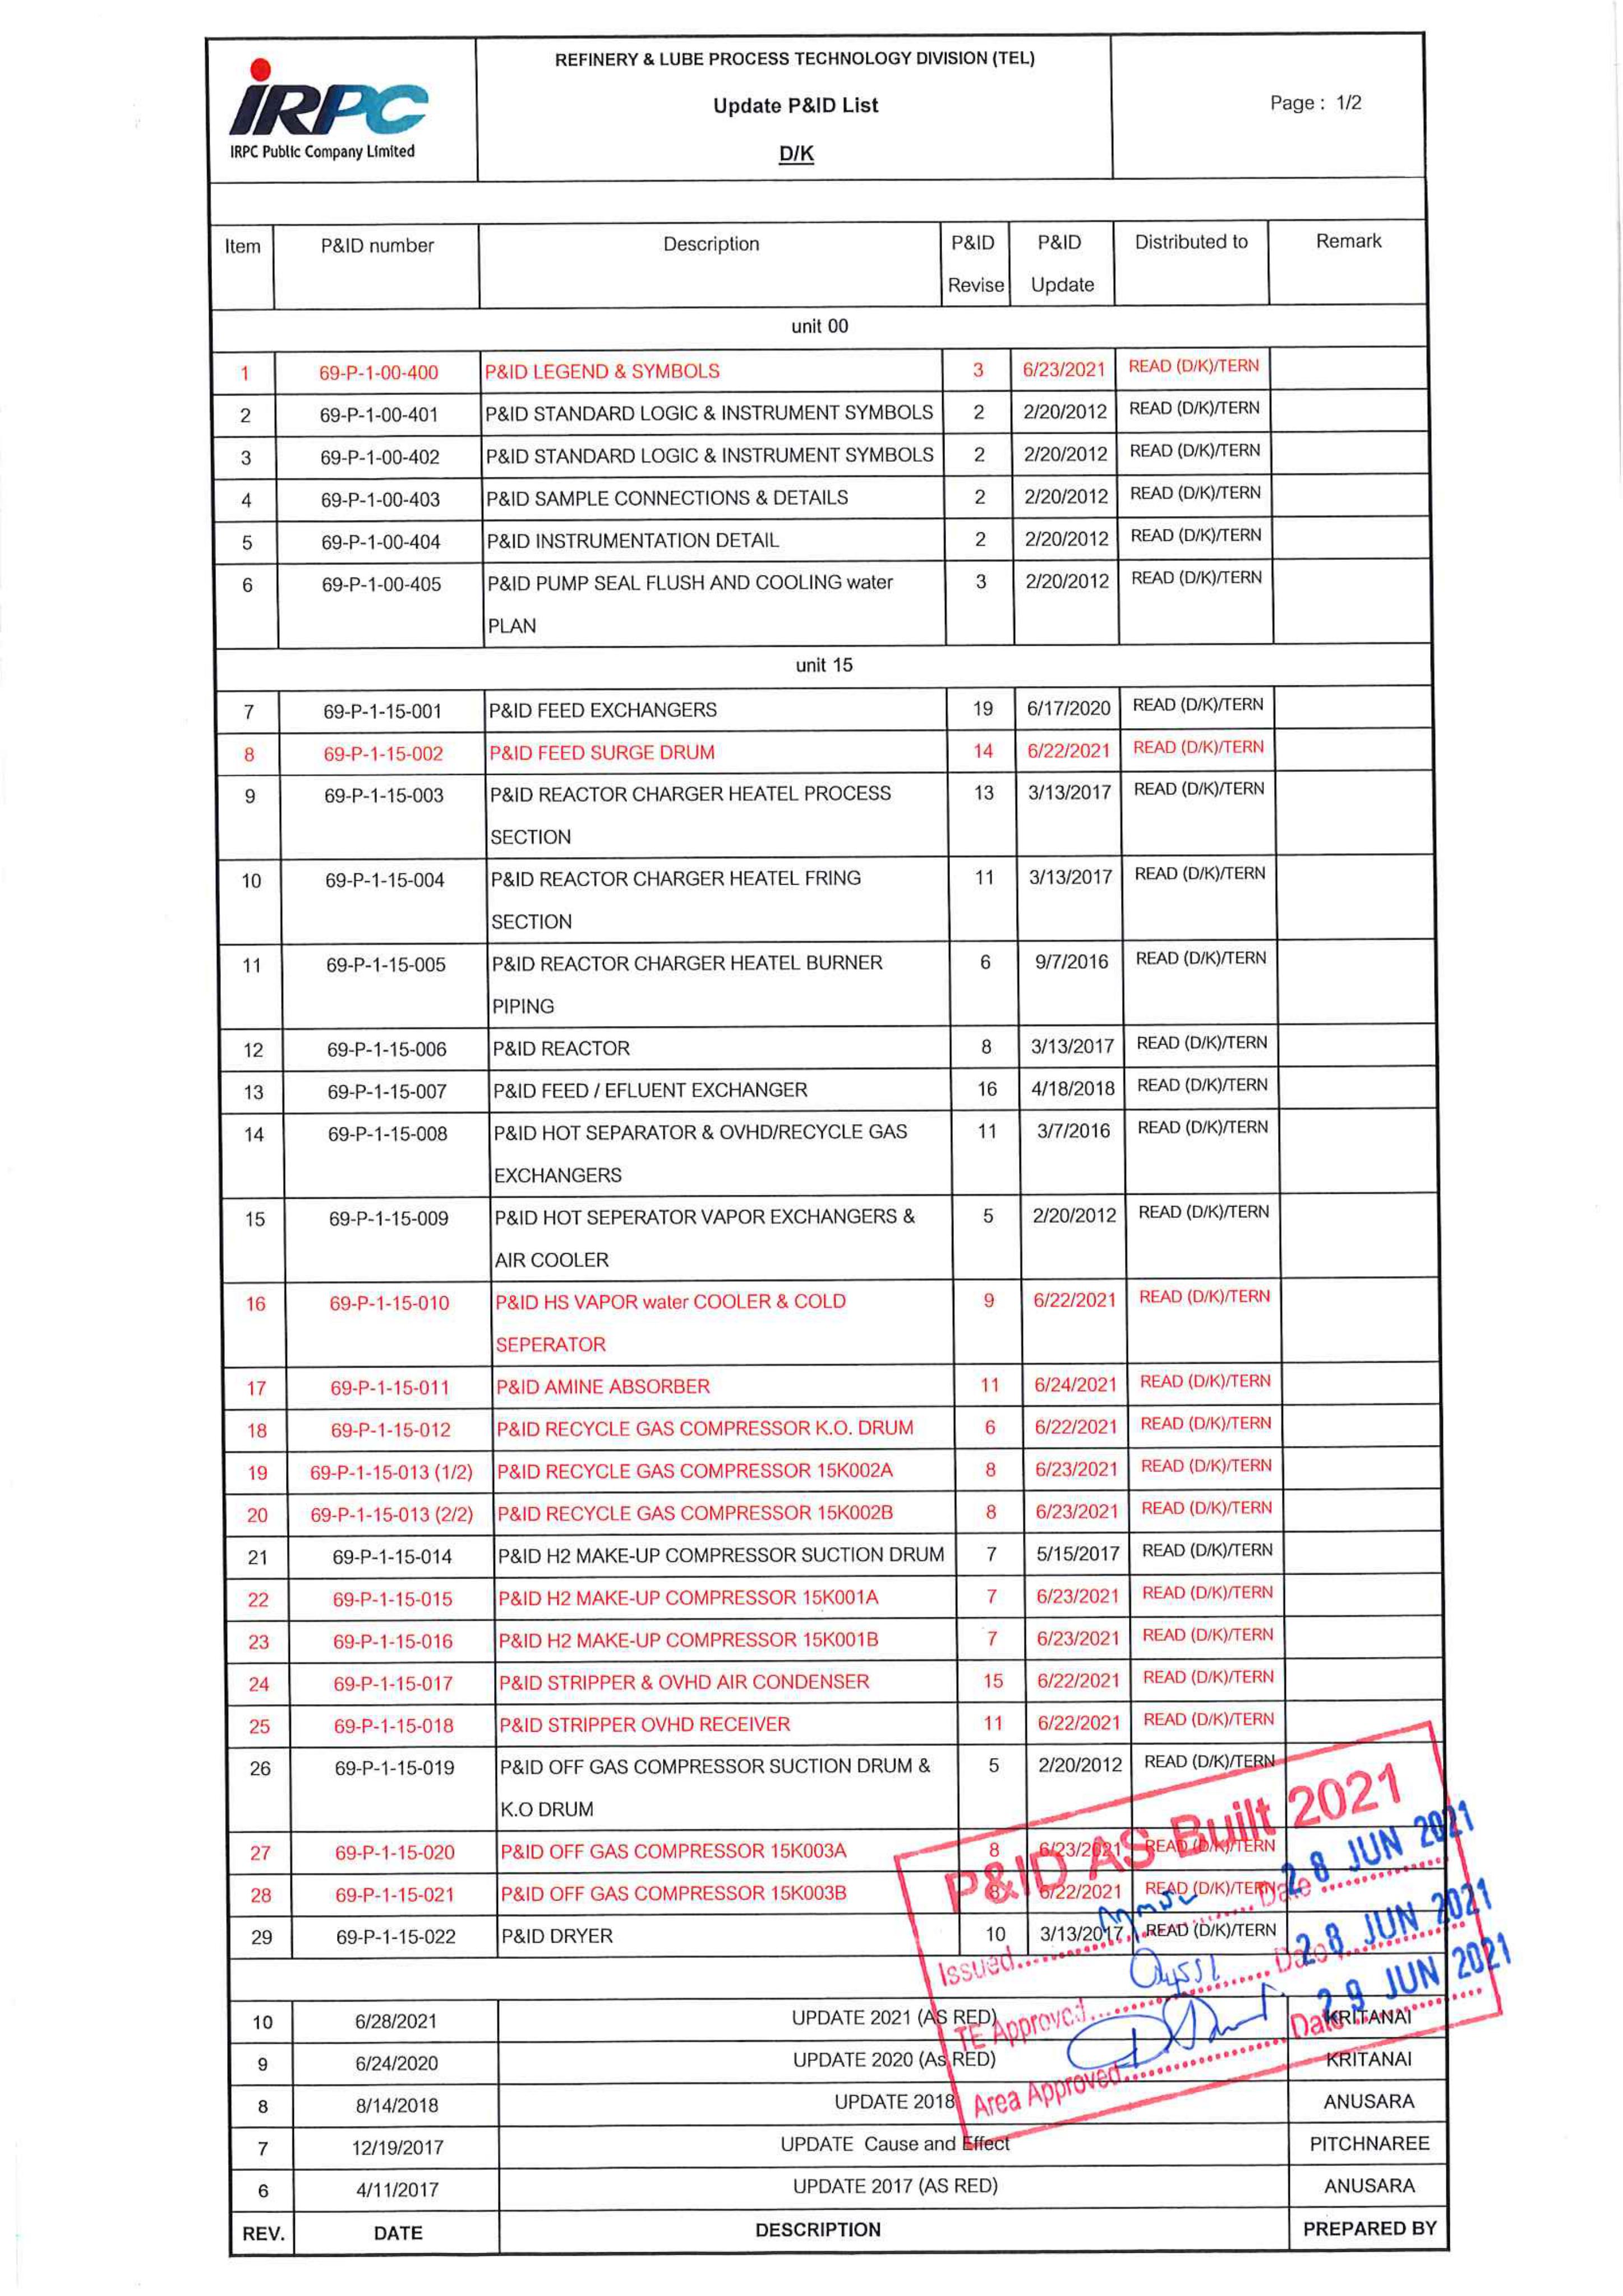 iRPC
IRPC Public Company Limited
REFINERY & LUBE PROCESS TECHNOLOGY DIVISION (TEL)
Update P&ID List
D/K
Page : 1/2
Item P&ID number Description P&ID Revise P&ID Update Distributed to Remark
unit 00
1 69-P-1-00-400 P&ID LEGEND & SYMBOLS 3 6/23/2021 READ (D/K)/TERN
2 69-P-1-00-401 P&ID STANDARD LOGIC & INSTRUMENT SYMBOLS 2 2/20/2012 READ (D/K)/TERN
3 69-P-1-00-402 P&ID STANDARD LOGIC & INSTRUMENT SYMBOLS 2 2/20/2012 READ (D/K)/TERN
4 69-P-1-00-403 P&ID SAMPLE CONNECTIONS & DETAILS 2 2/20/2012 READ (D/K)/TERN
5 69-P-1-00-404 P&ID INSTRUMENTATION DETAIL 2 2/20/2012 READ (D/K)/TERN
6 69-P-1-00-405 P&ID PUMP SEAL FLUSH AND COOLING water 3 2/20/2012 READ (D/K)/TERN
PLAN
unit 15
7 69-P-1-15-001 P&ID FEED EXCHANGERS 19 6/17/2020 READ (D/K)/TERN
8 69-P-1-15-002 P&ID FEED SURGE DRUM 14 6/22/2021 READ (D/K)/TERN
9 69-P-1-15-003 P&ID REACTOR CHARGER HEATEL PROCESS 13 3/13/2017 READ (D/K)/TERN
SECTION
10 69-P-1-15-004 P&ID REACTOR CHARGER HEATEL FRING 11 3/13/2017 READ (D/K)/TERN
SECTION
11 69-P-1-15-005 P&ID REACTOR CHARGER HEATEL BURNER 6 9/7/2016 READ (D/K)/TERN
PIPING
12 69-P-1-15-006 P&ID REACTOR 8 3/13/2017 READ (D/K)/TERN
13 69-P-1-15-007 P&ID FEED / EFLUENT EXCHANGER 16 4/18/2018 READ (D/K)/TERN
14 69-P-1-15-008 P&ID HOT SEPARATOR & OVHD/RECYCLE GAS 11 3/7/2016 READ (D/K)/TERN
EXCHANGERS
15 69-P-1-15-009 P&ID HOT SEPERATOR VAPOR EXCHANGERS & 5 2/20/2012 READ (D/K)/TERN
AIR COOLER
16 69-P-1-15-010 P&ID HS VAPOR water COOLER & COLD 9 6/22/2021 READ (D/K)/TERN
SEPERATOR
17 69-P-1-15-011 P&ID AMINE ABSORBER 11 6/24/2021 READ (D/K)/TERN
18 69-P-1-15-012 P&ID RECYCLE GAS COMPRESSOR K.O. DRUM 6 6/22/2021 READ (D/K)/TERN
19 69-P-1-15-013 (1/2) P&ID RECYCLE GAS COMPRESSOR 15K002A 8 6/23/2021 READ (D/K)/TERN
20 69-P-1-15-013 (2/2) P&ID RECYCLE GAS COMPRESSOR 15K002B 8 6/23/2021 READ (D/K)/TERN
21 69-P-1-15-014 P&ID H2 MAKE-UP COMPRESSOR SUCTION DRUM 7 5/15/2017 READ (D/K)/TERN
22 69-P-1-15-015 P&ID H2 MAKE-UP COMPRESSOR 15K001A 7 6/23/2021 READ (D/K)/TERN
23 69-P-1-15-016 P&ID H2 MAKE-UP COMPRESSOR 15K001B 7 6/23/2021 READ (D/K)/TERN
24 69-P-1-15-017 P&ID STRIPPER & OVHD AIR CONDENSER 15 6/22/2021 READ (D/K)/TERN
25 69-P-1-15-018 P&ID STRIPPER OVHD RECEIVER 11 6/22/2021 READ (D/K)/TERN
26 69-P-1-15-019 P&ID OFF GAS COMPRESSOR SUCTION DRUM & 5 2/20/2012 READ (D/K)/TERN
K.O DRUM
27 69-P-1-15-020 P&ID OFF GAS COMPRESSOR 15K003A 8 6/23/2021 READ (D/K)/TERN
28 69-P-1-15-021 P&ID OFF GAS COMPRESSOR 15K003B 8 6/22/2021 READ (D/K)/TERN
29 69-P-1-15-022 P&ID DRYER 10 3/13/2017 READ (D/K)/TERN
P&ID AS Built 2021
Issued.......... Date 28 JUN 2021
TE Approved.......... Date 28 JUN 2021
Area Approved.......... Date 29 JUN 2021
10 6/28/2021 UPDATE 2021 (AS RED) KRITANAI
9 6/24/2020 UPDATE 2020 (As RED) KRITANAI
8 8/14/2018 UPDATE 2018 ANUSARA
7 12/19/2017 UPDATE Cause and Effect PITCHNAREE
6 4/11/2017 UPDATE 2017 (AS RED) ANUSARA
REV. DATE DESCRIPTION PREPARED BY